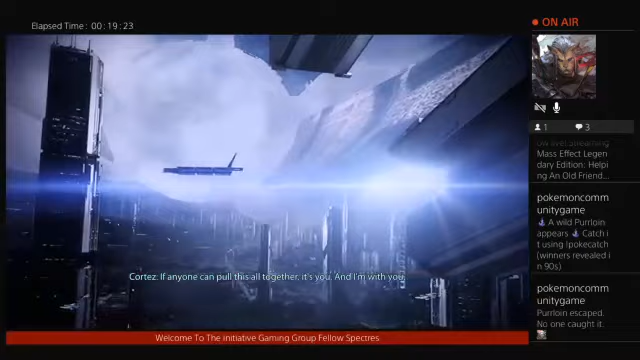 Elapsed Time : 00:19:23
ON AIR
1
3
Mass Effect Legen
dary Edition: Helpi
ng An Old Friend...
pokemoncomm
unitygame
A wild Purrloin
appears
Catch i
t using !pokecatch
(winners revealed i
n 90s)
pokemoncomm
unitygame
Purrloin escaped.
No one caught it.
Cortez: If anyone can pull this all together, it's you. And I'm with you.
Welcome To The initiative Gaming Group Fellow Spectres